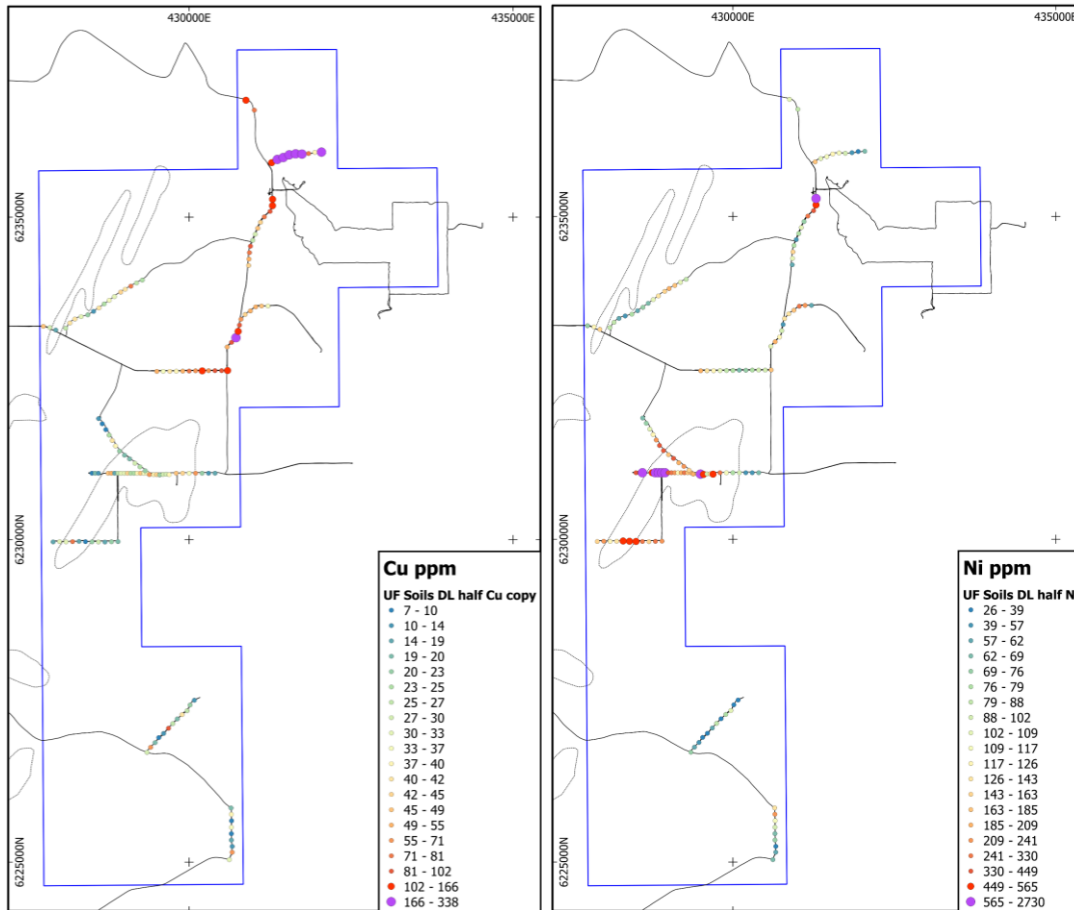 430000E
435000E
6235000N
6230000N
6225000N
Cu ppm
UF Soils DL half Cu copy
7 - 10
10 - 14
14 - 19
19 - 20
20 - 23
23 - 25
25 - 27
27 - 30
30 - 33
33 - 37
37 - 40
40 - 42
42 - 45
45 - 49
49 - 55
55 - 71
71 - 81
81 - 102
102 - 166
166 - 338
430000E
435000E
6235000N
6230000N
6225000N
Ni ppm
UF Soils DL half N
26 - 39
39 - 57
57 - 62
62 - 69
69 - 76
76 - 79
79 - 88
88 - 102
102 - 109
109 - 117
117 - 126
126 - 143
143 - 163
163 - 185
185 - 209
209 - 241
241 - 330
330 - 449
449 - 565
565 - 2730